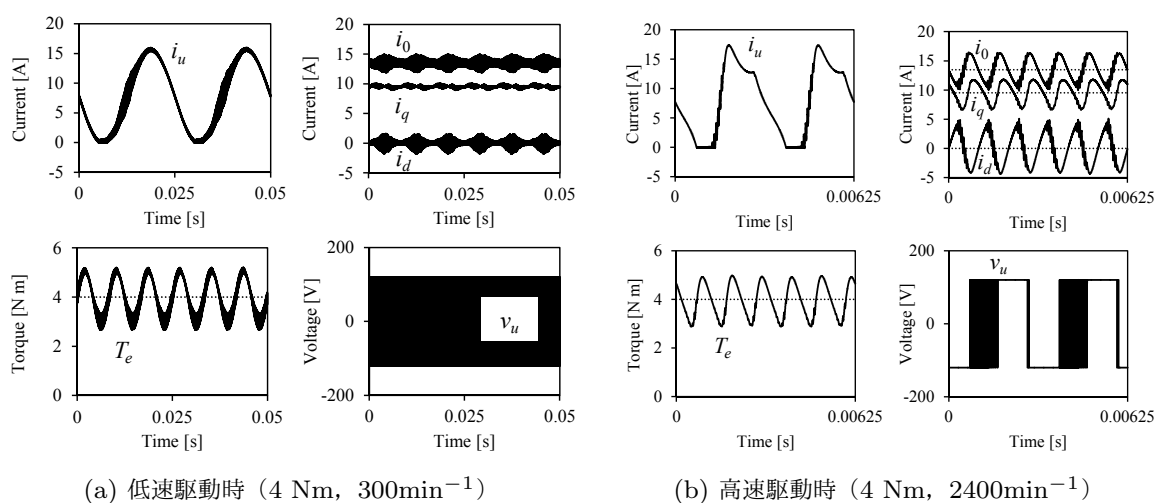 20
15
10
5
0
-5
Current [A]
i_u
0
0.025
0.05
Time [s]
20
15
10
5
0
-5
Current [A]
i_0
i_q
i_d
0
0.025
0.05
Time [s]
6
4
2
0
Torque [N m]
T_e
0
0.025
0.05
Time [s]
200
0
-200
Voltage [V]
v_u
0
0.025
0.05
Time [s]
(a) 低速駆動時（4 Nm，300min⁻¹）
20
15
10
5
0
-5
Current [A]
i_u
0
0.00625
Time [s]
20
15
10
5
0
-5
Current [A]
i_0
i_q
i_d
0
0.00625
Time [s]
6
4
2
0
Torque [N m]
T_e
0
0.00625
Time [s]
200
0
-200
Voltage [V]
v_u
0
0.00625
Time [s]
(b) 高速駆動時（4 Nm，2400min⁻¹）